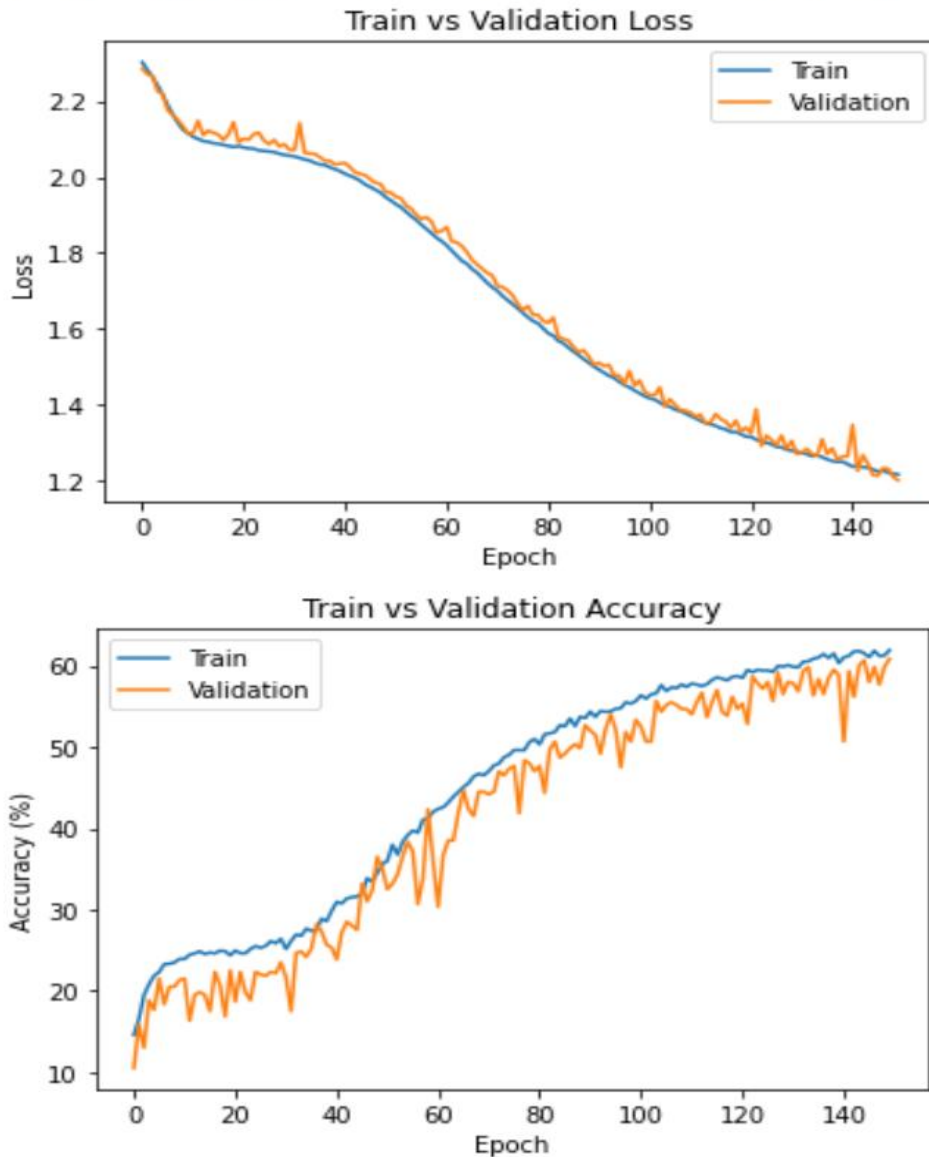 Train vs Validation Loss
Train
Validation
2.2
2.0
1.8
1.6
1.4
1.2
Loss
0 20 40 60 80 100 120 140
Epoch
Train vs Validation Accuracy
Train
Validation
60
50
40
30
20
10
Accuracy (%)
0 20 40 60 80 100 120 140
Epoch